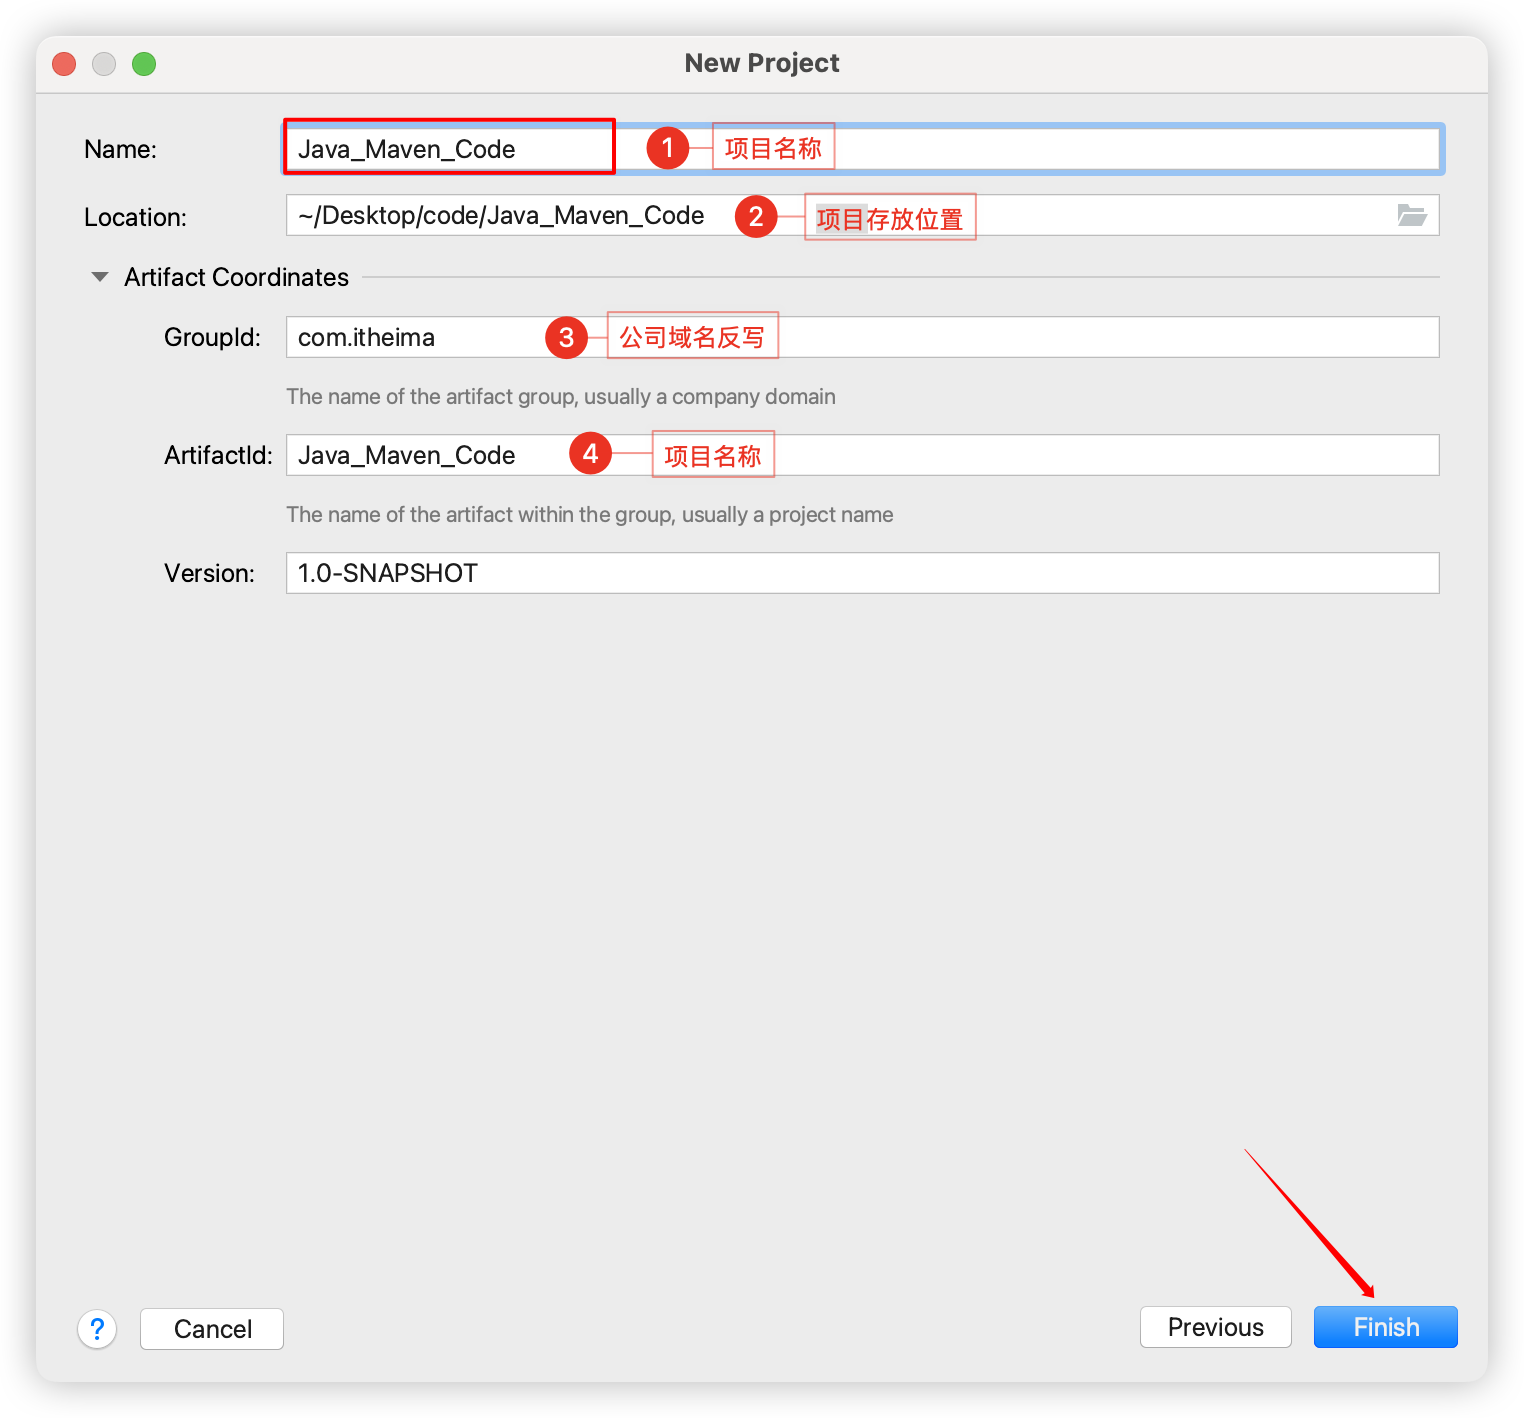 New Project
Name: Java_Maven_Code 1 项目名称
Location: ~/Desktop/code/Java_Maven_Code 2 项目存放位置
Artifact Coordinates
GroupId: com.itheima 3 公司域名反写
The name of the artifact group, usually a company domain
ArtifactId: Java_Maven_Code 4 项目名称
The name of the artifact within the group, usually a project name
Version: 1.0-SNAPSHOT
? Cancel Previous Finish